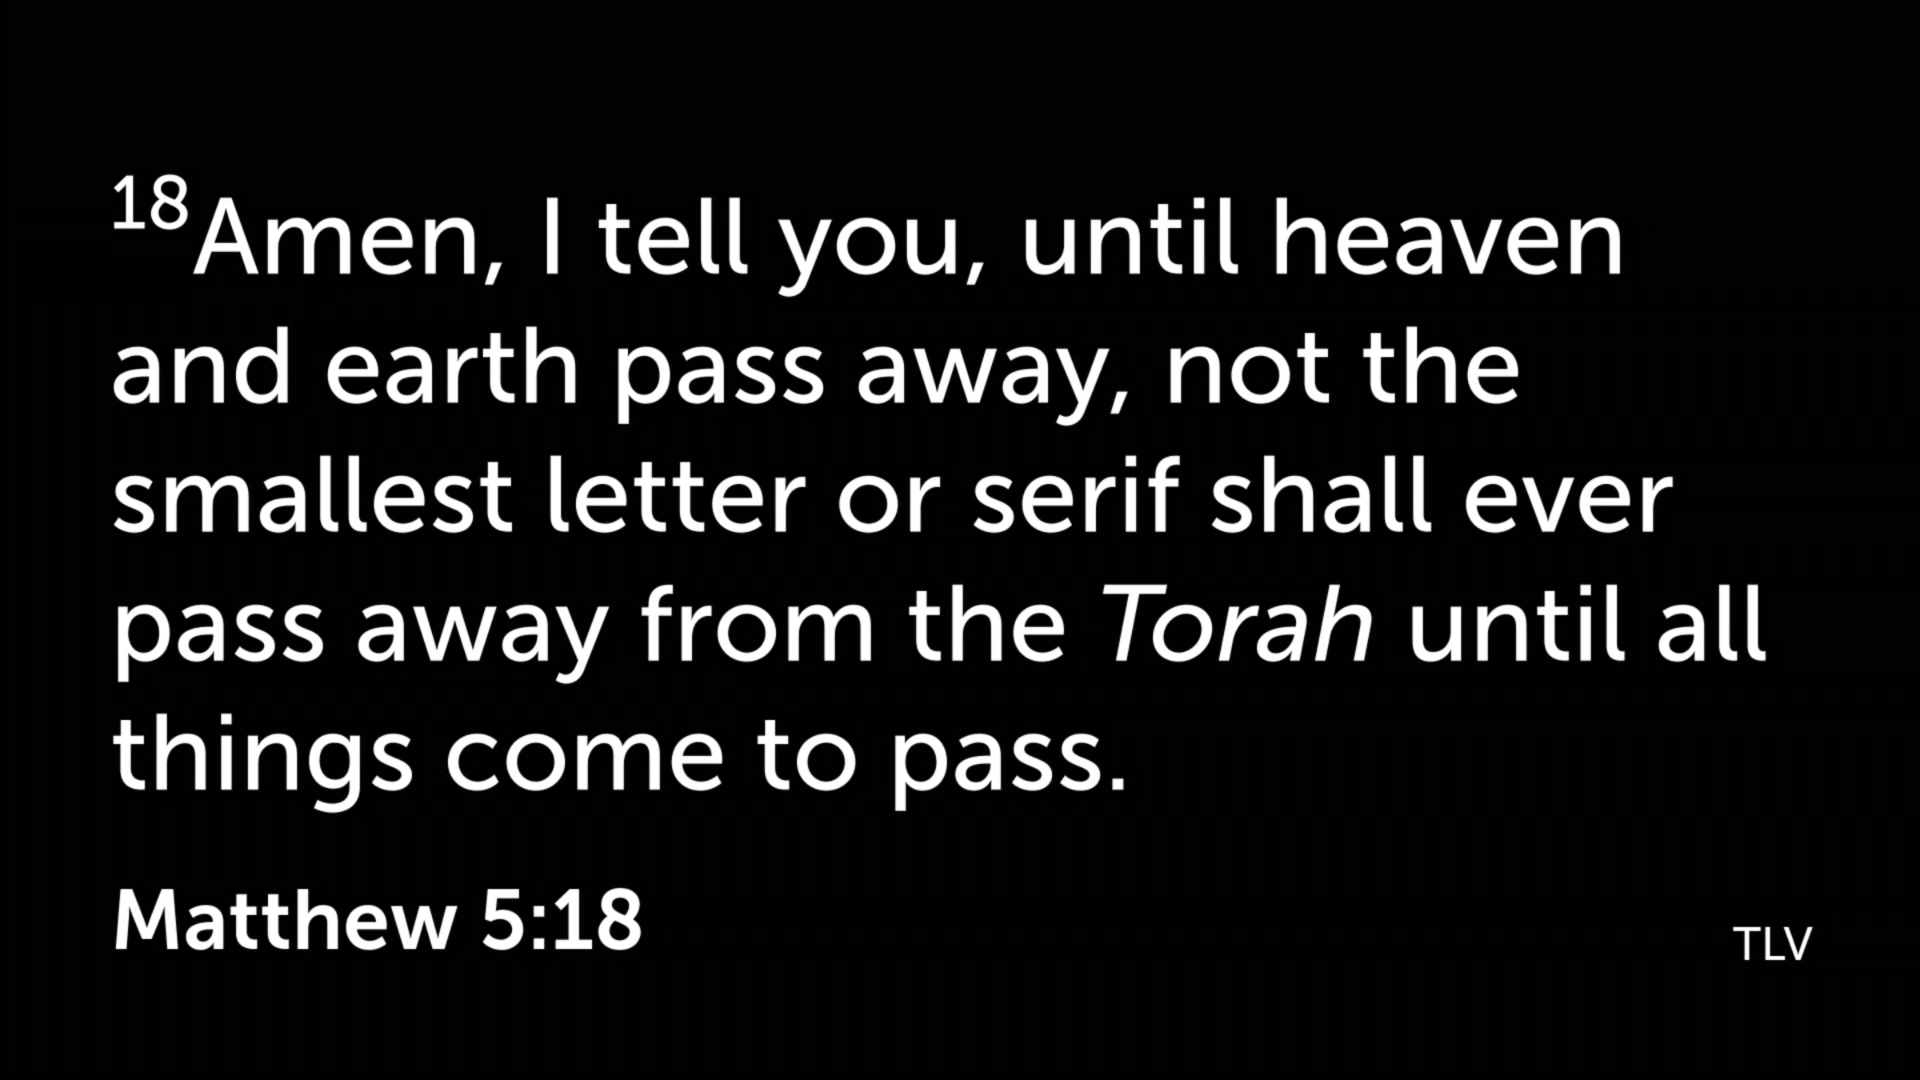 18Amen, I tell you, until heaven
and earth pass away, not the
smallest letter or serif shall ever
pass away from the Torah until all
things come to pass.
Matthew 5:18
TLV